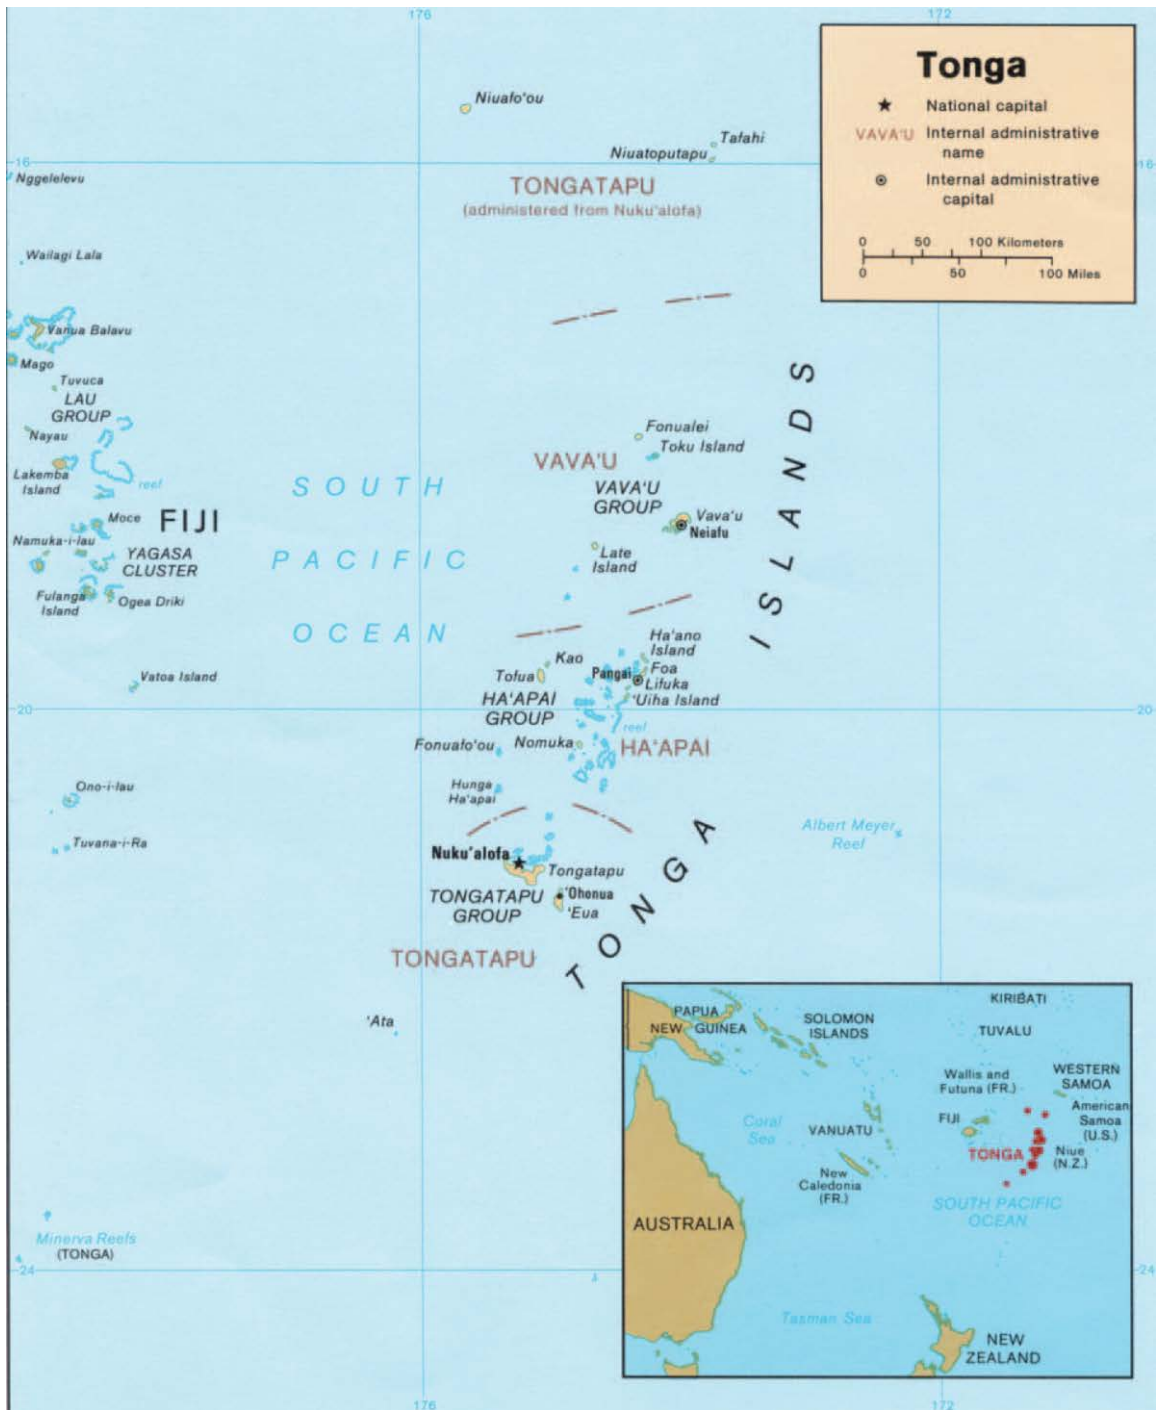 176
172
Tonga
National capital
VAVA'U Internal administrative
name
Internal administrative
capital
0 50 100 Kilometers
0 50 100 Miles
Niuafo'ou
Tafahi
Niuatoputapu
16
16
Nggelelevu
TONGATAPU
(administered from Nuku'alofa)
Wailagi Lala
Vanua Balavu
Mago
Tuvuca
LAU
GROUP
Nayau
Lakemba
Island
reef
Moce
FIJI
Namuka-i-lau
YAGASA
CLUSTER
Fulanga
Island
Ogea Driki
Vatoa Island
SOUTH
PACIFIC
OCEAN
Fonualei
Toku Island
VAVA'U
VAVA'U
GROUP
Vava'u
Neiafu
Late
Island
TONGA ISLANDS
Ha'ano
Island
Kao
Pangai
Foa
Tofua
Lifuka
'Uiha Island
HA'APAI
GROUP
20
20
reef
Fonuafo'ou
Nomuka
HA'APAI
Hunga
Ha'apai
Ono-i-lau
Tuvana-i-Ra
Albert Meyer
Reef
Nuku'alofa
Tongatapu
'Ohonua
TONGATAPU
GROUP
'Eua
TONGATAPU
'Ata
Minerva Reefs
(TONGA)
24
24
176
172
KIRIBATI
PAPUA
NEW GUINEA
SOLOMON
ISLANDS
TUVALU
Wallis and
Futuna (FR.)
WESTERN
SAMOA
American
Samoa
(U.S.)
FIJI
Coral
Sea
VANUATU
TONGA
Niue
(N.Z.)
New
Caledonia
(FR.)
SOUTH PACIFIC
OCEAN
AUSTRALIA
Tasman Sea
NEW
ZEALAND